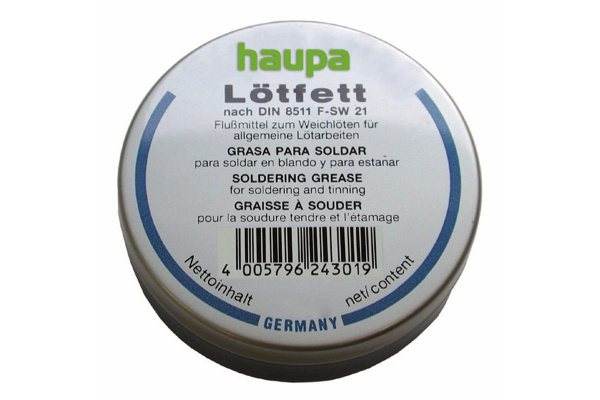 haupa
Lötfett
nach DIN 8511 F-SW 21
Flußmittel zum Weichlöten für
allgemeine Lötarbeiten
GRASA PARA SOLDAR
para soldar en blando y para estañar
SOLDERING GREASE
for soldering and tinning
GRAISSE À SOUDER
pour la soudure tendre et l'étamage
4 005796 243019
Nettoinhalt
net/content
GERMANY